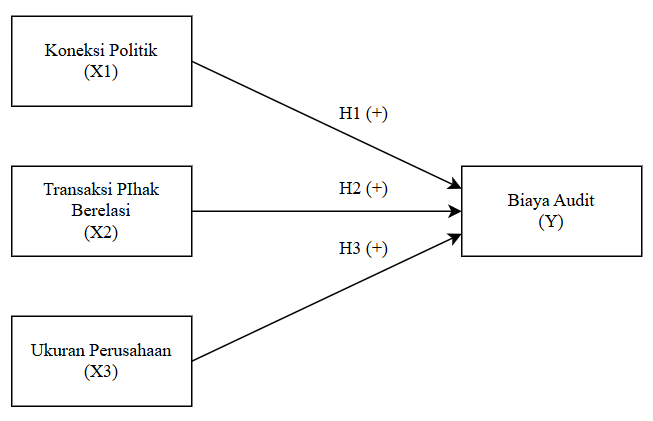 Koneksi Politik
(X1)
H1 (+)
Transaksi PIhak
Berelasi
(X2)
H2 (+)
Biaya Audit
(Y)
H3 (+)
Ukuran Perusahaan
(X3)